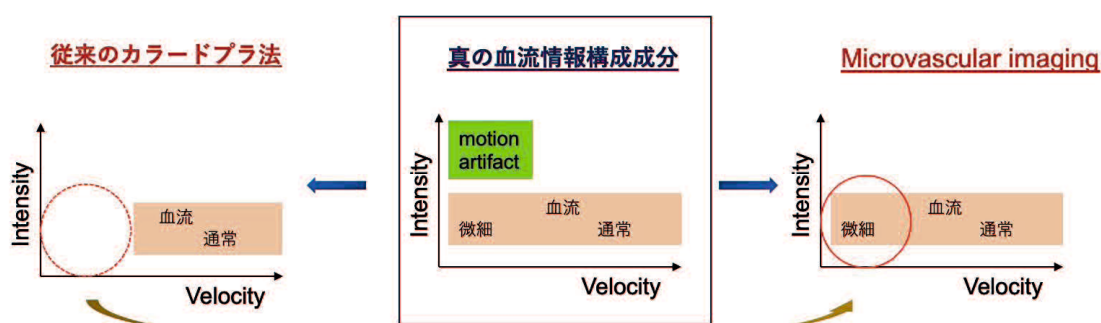 従来のカラードプラ法
真の血流情報構成成分
Microvascular imaging
Intensity
血流
通常
Velocity
Intensity
motion
artifact
血流
微細
通常
Velocity
Intensity
血流
微細
通常
Velocity